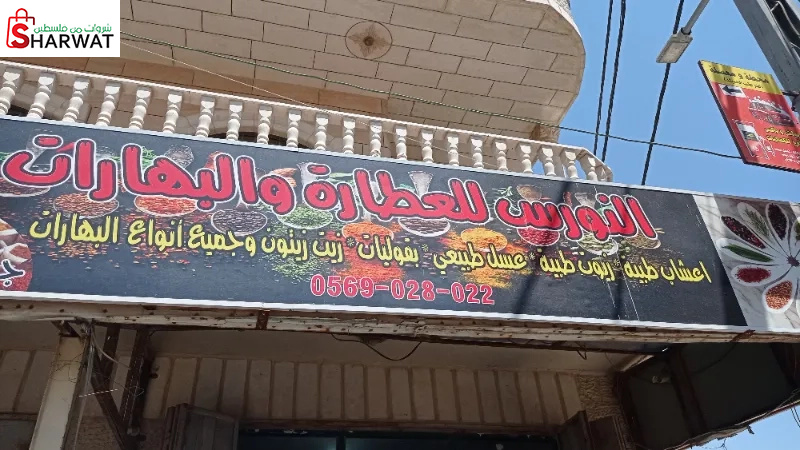 شروات من فلسطين
SHARWAT
النورس للعطارة والبهارات
اعشاب طبية * زيوت طبية * عسل طبيعي * بقوليات * زيت زيتون وجميع أنواع البهارات
0569-028-022